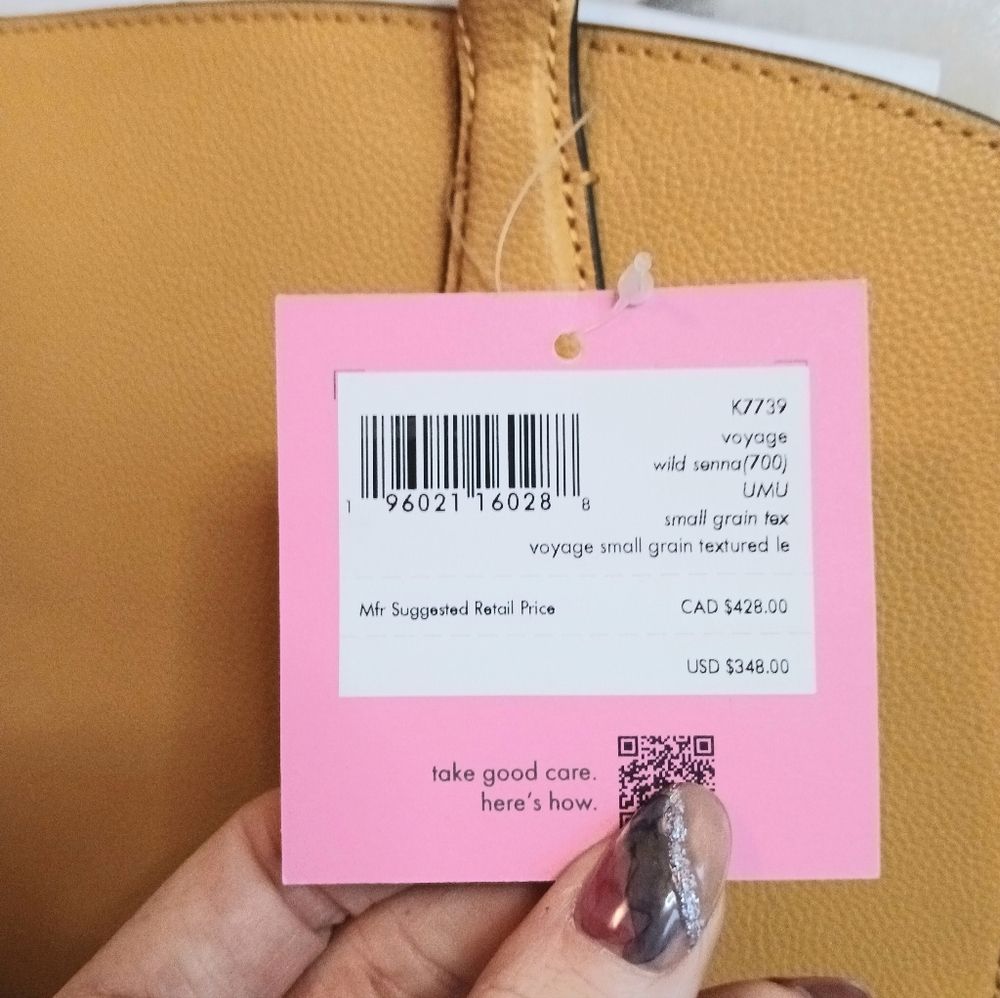 K7739
voyage
wild senna(700)
UMU
small grain tex
voyage small grain textured le
1 96021 16028 8
Mfr Suggested Retail Price CAD $428.00
USD $348.00
take good care.
here's how.